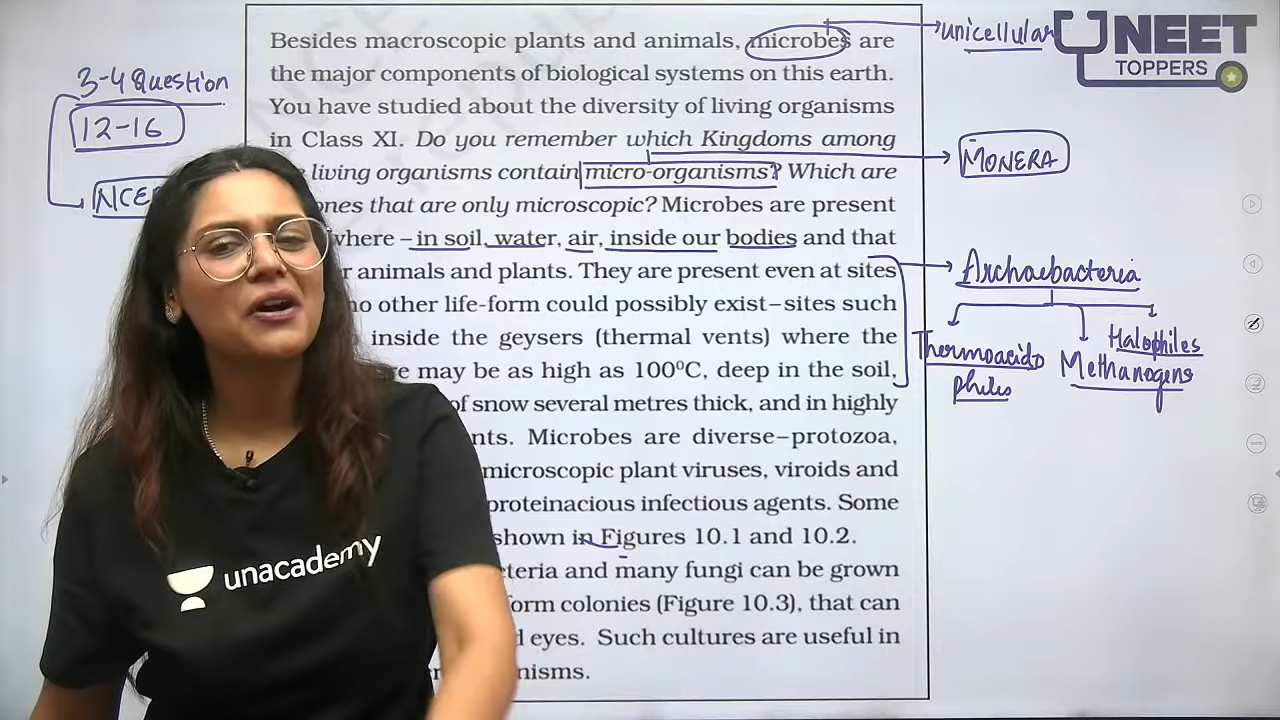 Besides macroscopic plants and animals, microbes are
the major components of biological systems on this earth.
You have studied about the diversity of living organisms
in Class XI. Do you remember which Kingdoms among
living organisms contain micro-organisms? Which are
ones that are only microscopic? Microbes are present
where – in soil, water, air, inside our bodies and that
r animals and plants. They are present even at sites
no other life-form could possibly exist–sites such
inside the geysers (thermal vents) where the
re may be as high as 100⁰C, deep in the soil,
of snow several metres thick, and in highly
nts. Microbes are diverse–protozoa,
microscopic plant viruses, viroids and
proteinacious infectious agents. Some
shown in Figures 10.1 and 10.2.
cteria and many fungi can be grown
form colonies (Figure 10.3), that can
d eyes. Such cultures are useful in
nisms.
3-4 Question
12-16
NCE
unicellular
MONERA
Archaebacteria
Thermoacido
philes
Methanogens
Halophiles
NEET
TOPPERS
unacademy